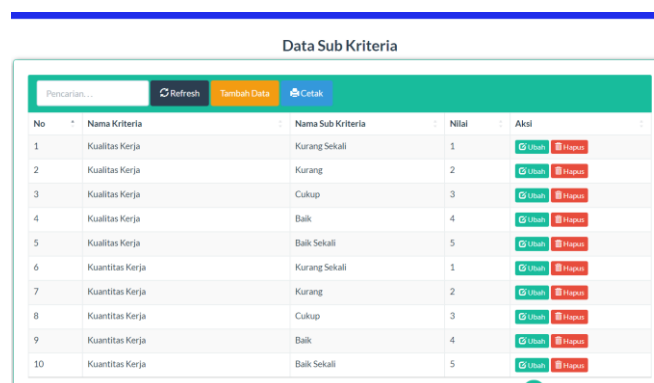 Data Sub Kriteria
Pencarian... Refresh Tambah Data Cetak
No Nama Kriteria Nama Sub Kriteria Nilai Aksi
1 Kualitas Kerja Kurang Sekali 1 Ubah Hapus
2 Kualitas Kerja Kurang 2 Ubah Hapus
3 Kualitas Kerja Cukup 3 Ubah Hapus
4 Kualitas Kerja Baik 4 Ubah Hapus
5 Kualitas Kerja Baik Sekali 5 Ubah Hapus
6 Kuantitas Kerja Kurang Sekali 1 Ubah Hapus
7 Kuantitas Kerja Kurang 2 Ubah Hapus
8 Kuantitas Kerja Cukup 3 Ubah Hapus
9 Kuantitas Kerja Baik 4 Ubah Hapus
10 Kuantitas Kerja Baik Sekali 5 Ubah Hapus